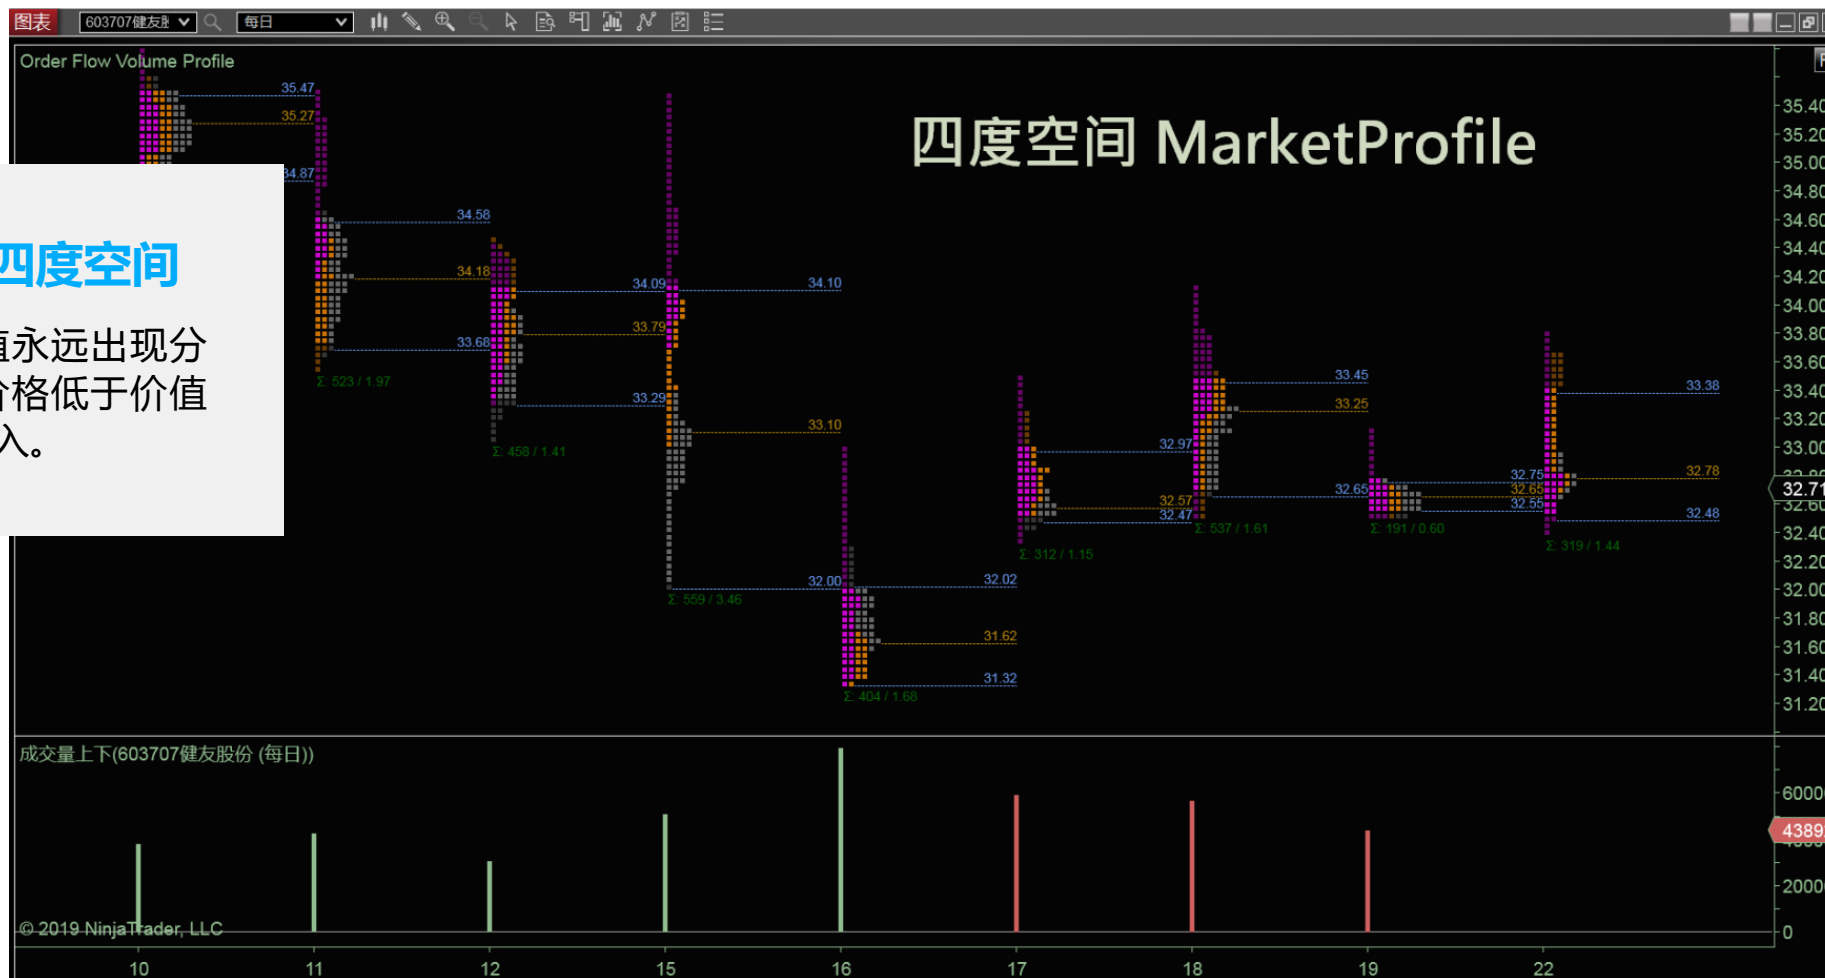 图表 603707健友股 每日
Order Flow Volume Profile
四度空间 MarketProfile
35.47
35.27
34.87
四度空间
值永远出现分
价格低于价值
入。
34.58
34.18
33.68
Σ: 523 / 1.97
34.09
33.79
33.29
Σ: 458 / 1.41
34.10
33.10
32.00
Σ: 559 / 3.46
32.02
31.62
31.32
Σ: 404 / 1.68
32.97
32.57
32.47
Σ: 312 / 1.15
33.45
33.25
32.65
Σ: 537 / 1.61
32.75
32.65
32.55
Σ: 191 / 0.60
33.38
32.78
32.48
Σ: 319 / 1.44
35.40
35.20
35.00
34.80
34.60
34.40
34.20
34.00
33.80
33.60
33.40
33.20
33.00
32.71
32.60
32.40
32.20
32.00
31.80
31.60
31.40
31.20
成交量上下(603707健友股份 (每日))
6000
4389
2000
0
© 2019 NinjaTrader, LLC
10 11 12 15 16 17 18 19 22